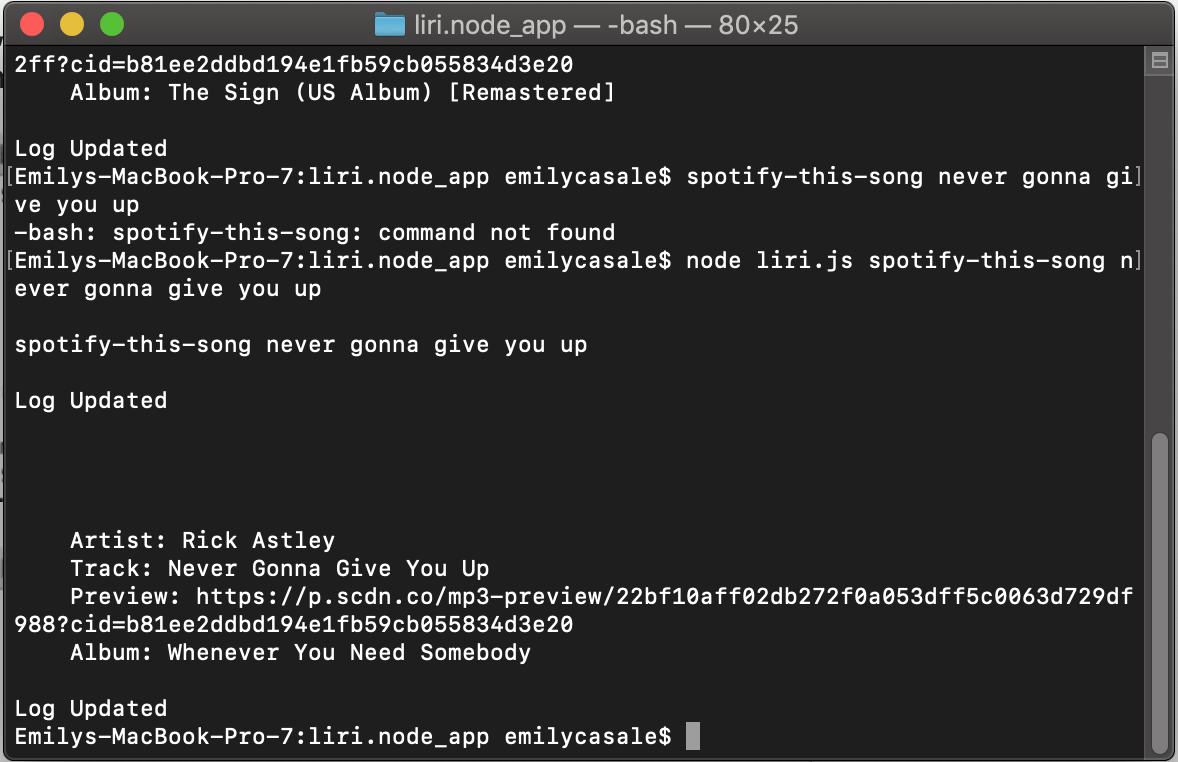 liri.node_app — -bash — 80×25
2ff?cid=b81ee2ddbd194e1fb59cb055834d3e20
Album: The Sign (US Album) [Remastered]
Log Updated
[Emilys-MacBook-Pro-7:liri.node_app emilycasale$ spotify-this-song never gonna gi]
ve you up
-bash: spotify-this-song: command not found
[Emilys-MacBook-Pro-7:liri.node_app emilycasale$ node liri.js spotify-this-song n]
ever gonna give you up
spotify-this-song never gonna give you up
Log Updated
Artist: Rick Astley
Track: Never Gonna Give You Up
Preview: https://p.scdn.co/mp3-preview/22bf10aff02db272f0a053dff5c0063d729df
988?cid=b81ee2ddbd194e1fb59cb055834d3e20
Album: Whenever You Need Somebody
Log Updated
Emilys-MacBook-Pro-7:liri.node_app emilycasale$